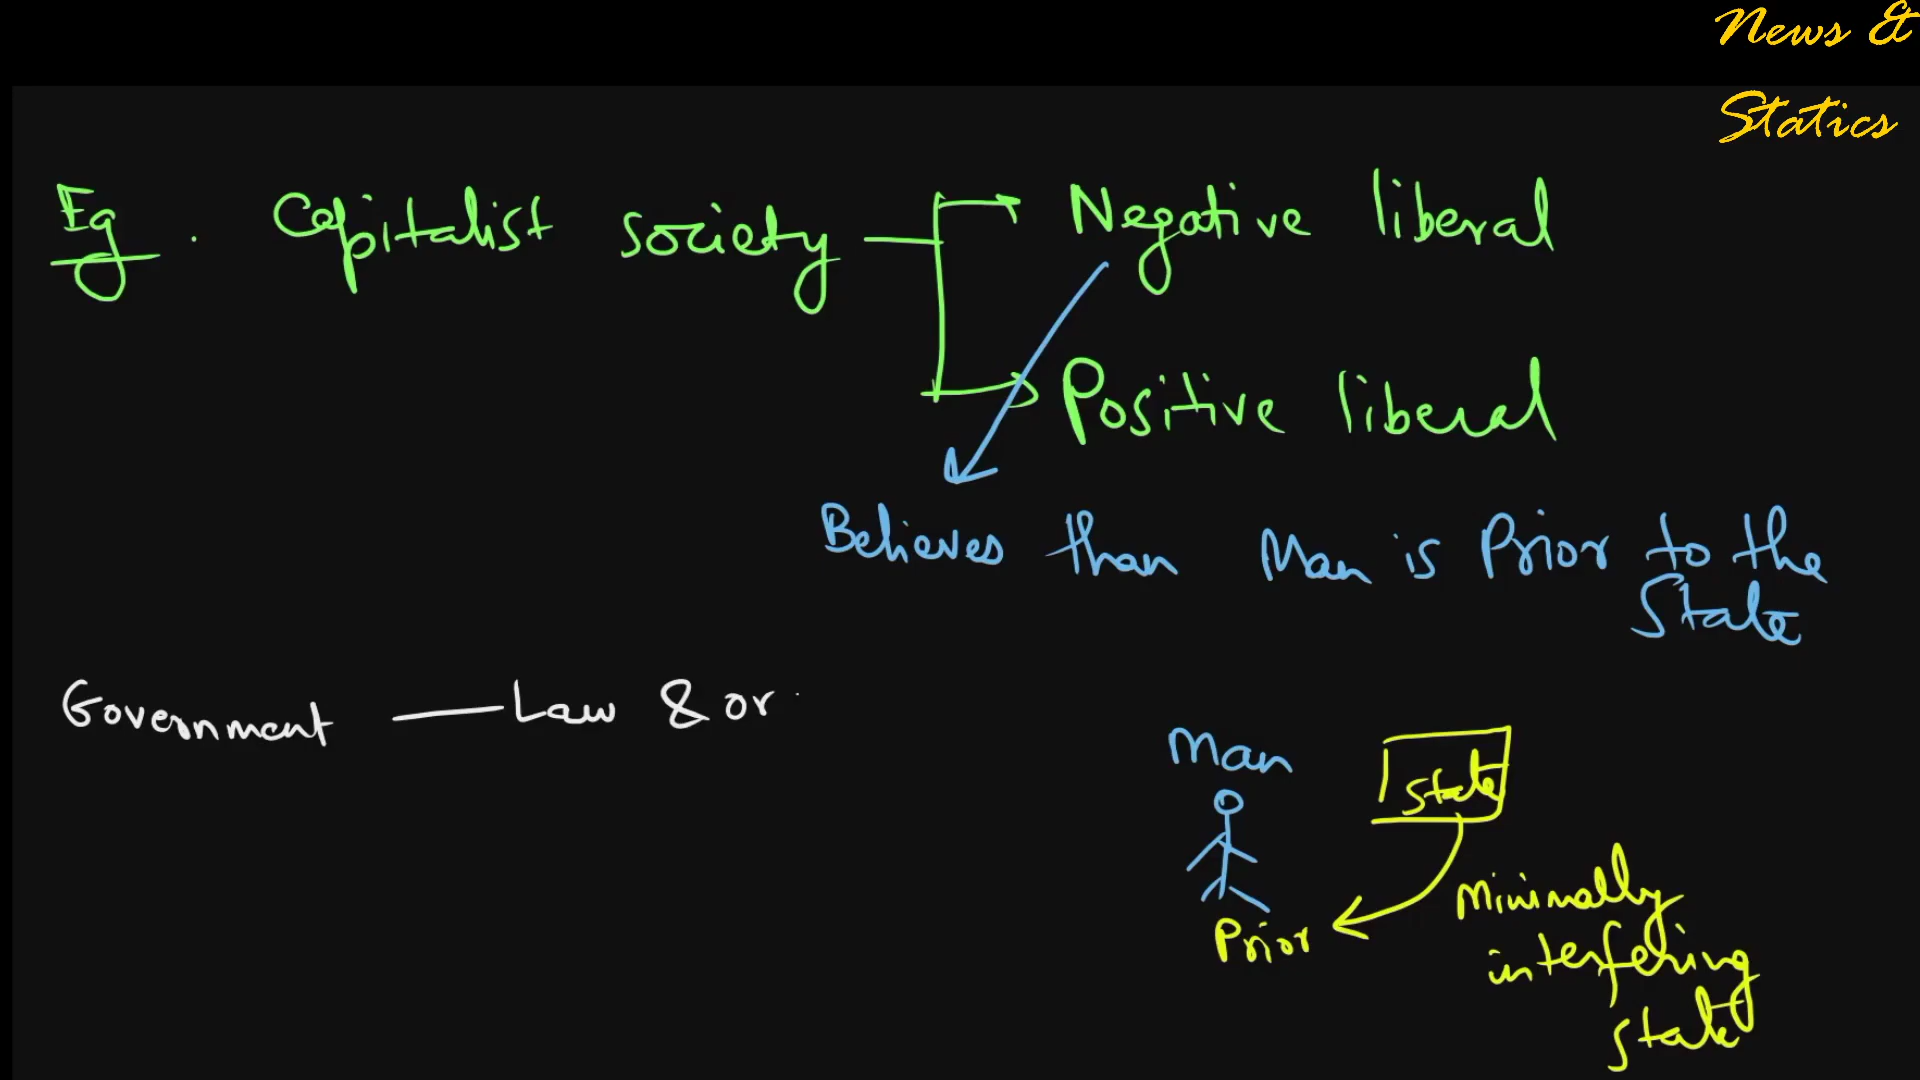 News &
Statics
Eg. Capitalist society
Negative liberal
Positive liberal
Believes than Man is Prior to the
State
Government — Law & or
Man
State
Prior
Minimally
interfering
state